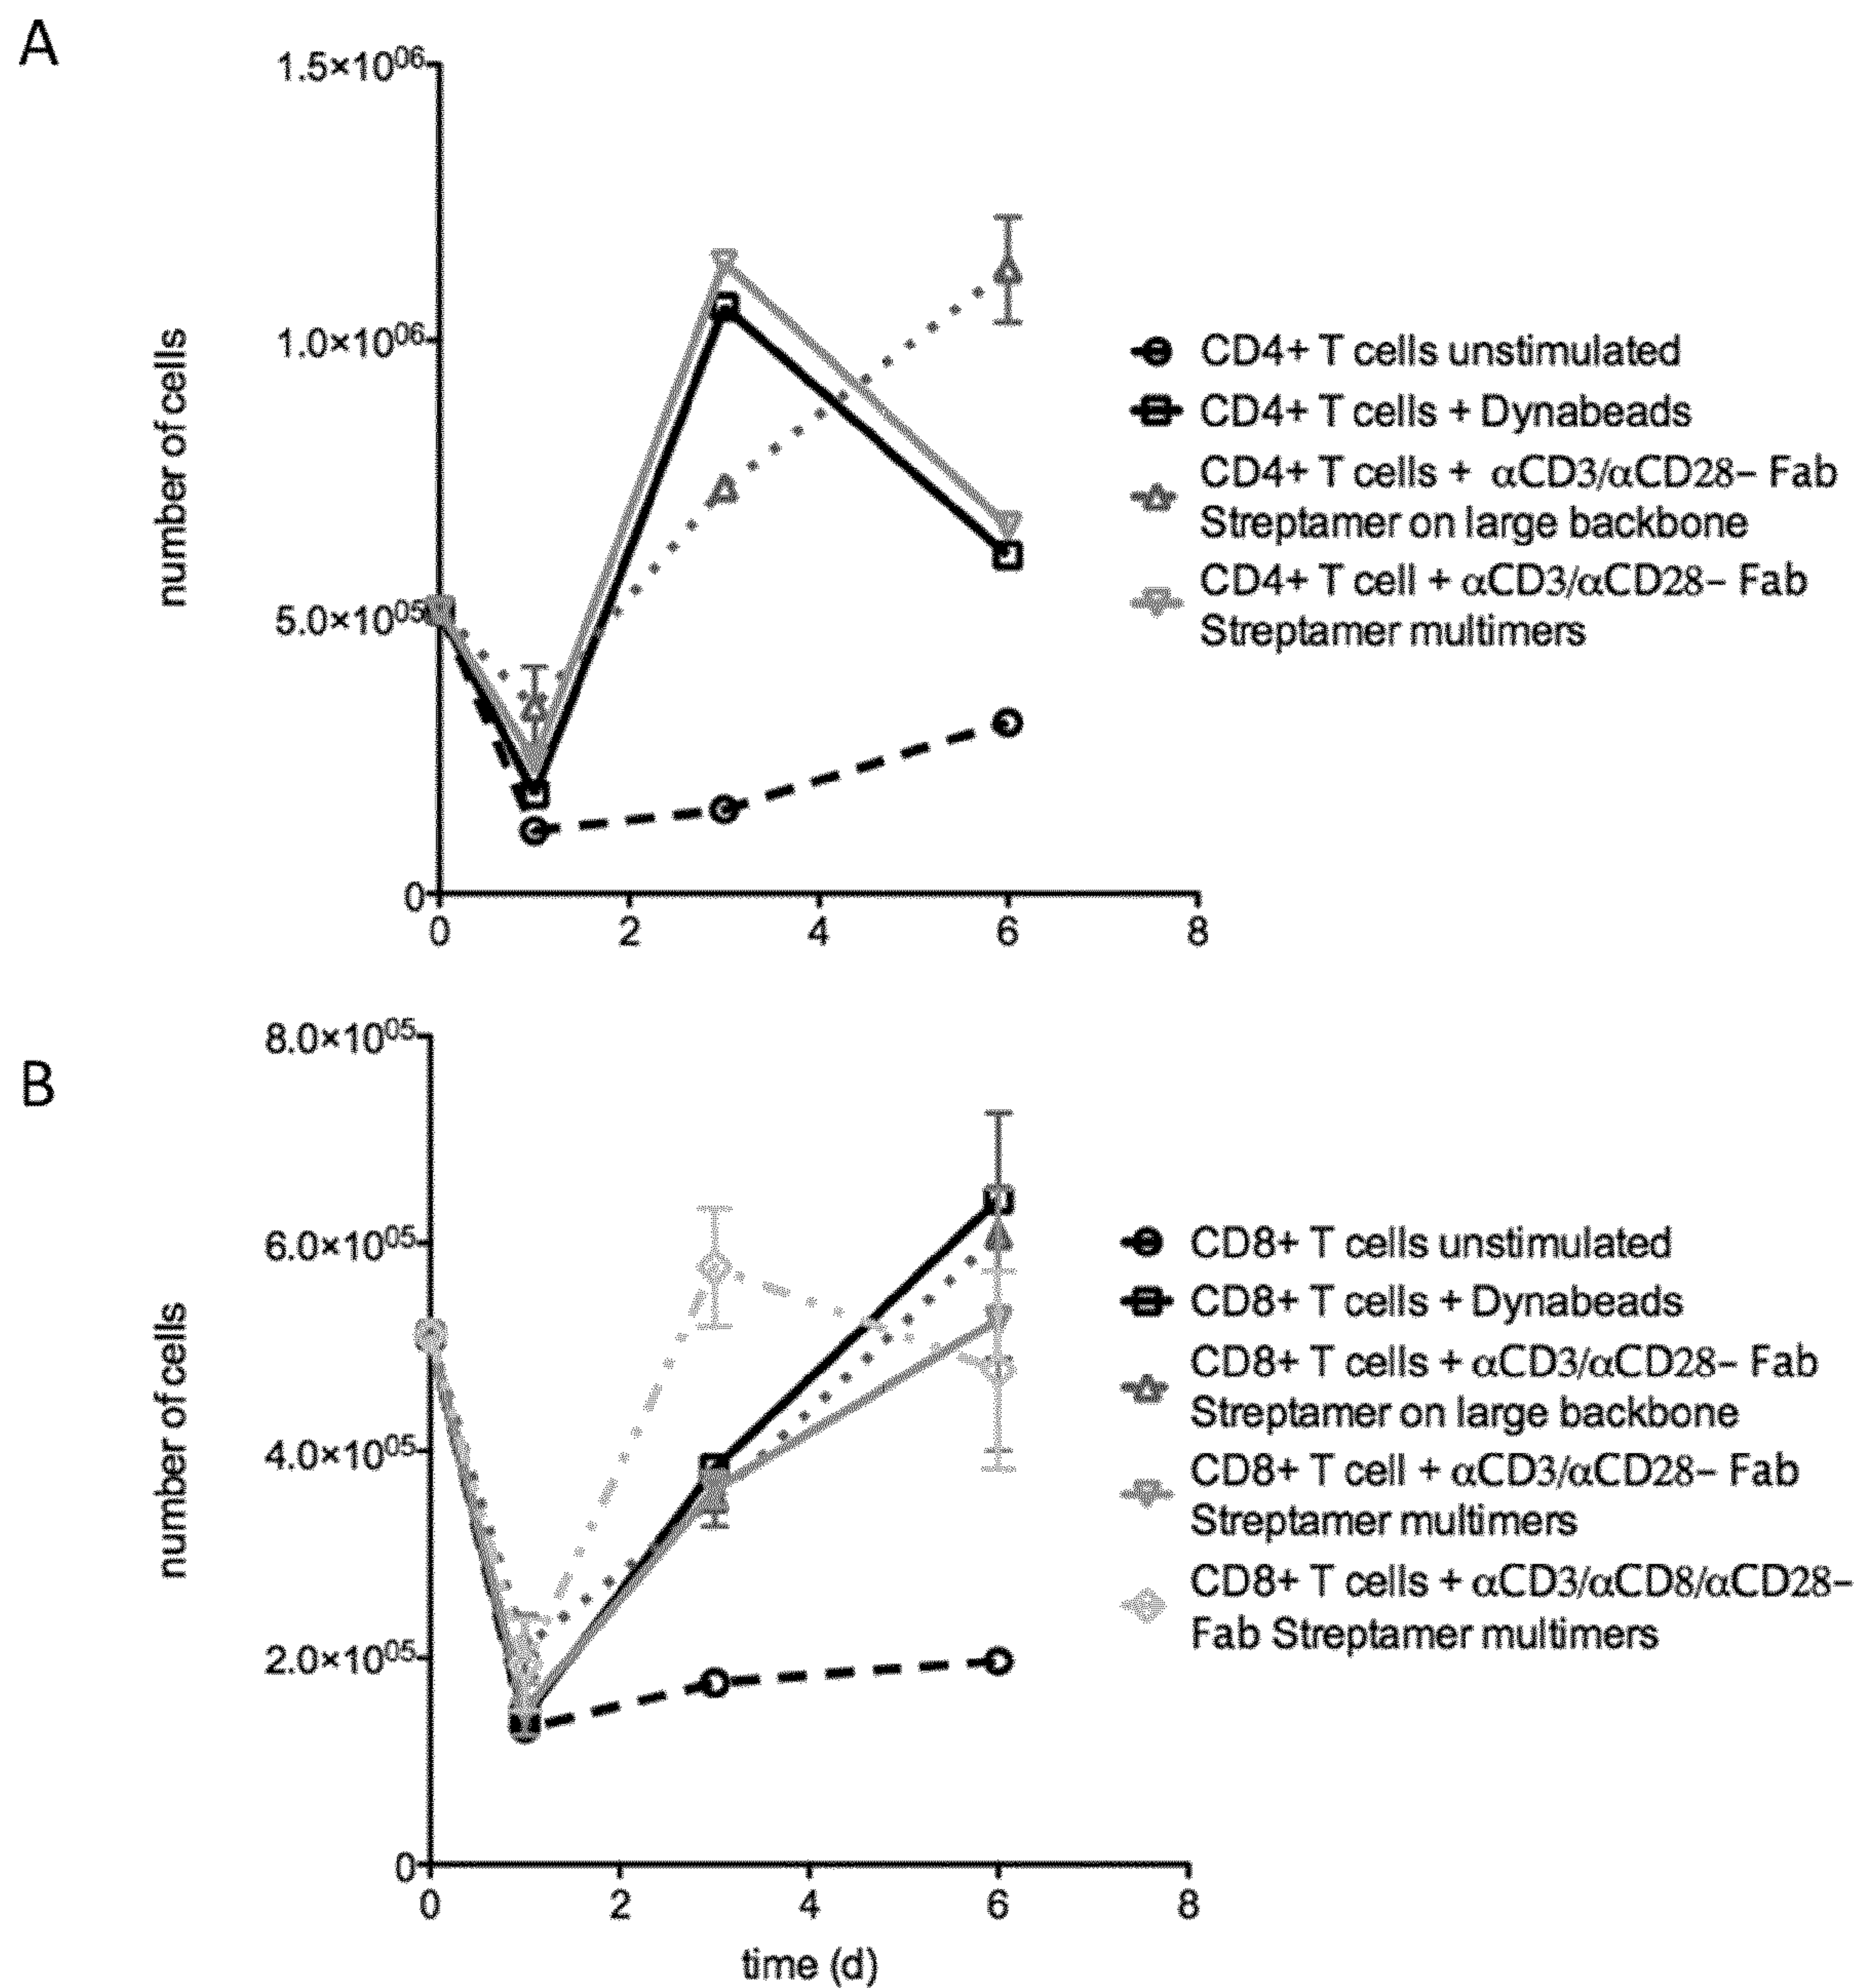 A
1.5×10⁰⁶
1.0×10⁰⁶
5.0×10⁰⁵
0
number of cells
0 2 4 6 8
CD4+ T cells unstimulated
CD4+ T cells + Dynabeads
CD4+ T cells + αCD3/αCD28– Fab
Streptamer on large backbone
CD4+ T cell + αCD3/αCD28– Fab
Streptamer multimers
B
8.0×10⁰⁵
6.0×10⁰⁵
4.0×10⁰⁵
2.0×10⁰⁵
0
number of cells
0 2 4 6 8
time (d)
CD8+ T cells unstimulated
CD8+ T cells + Dynabeads
CD8+ T cells + αCD3/αCD28– Fab
Streptamer on large backbone
CD8+ T cell + αCD3/αCD28– Fab
Streptamer multimers
CD8+ T cells + αCD3/αCD8/αCD28–
Fab Streptamer multimers